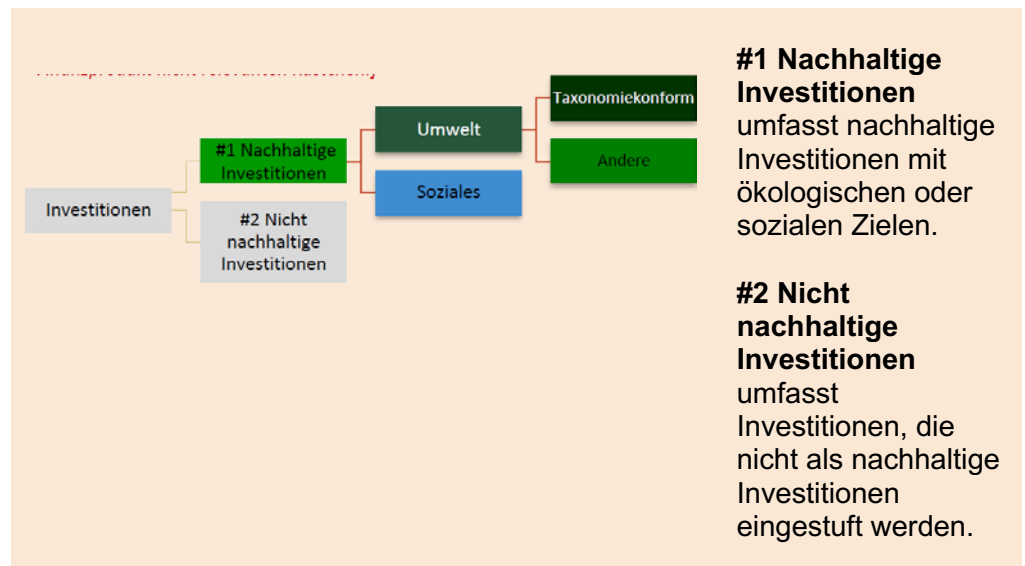 Investitionen
#1 Nachhaltige
Investitionen
#2 Nicht
nachhaltige
Investitionen
Umwelt
Soziales
Taxonomiekonform
Andere
#1 Nachhaltige
Investitionen
umfasst nachhaltige
Investitionen mit
ökologischen oder
sozialen Zielen.
#2 Nicht
nachhaltige
Investitionen
umfasst
Investitionen, die
nicht als nachhaltige
Investitionen
eingestuft werden.